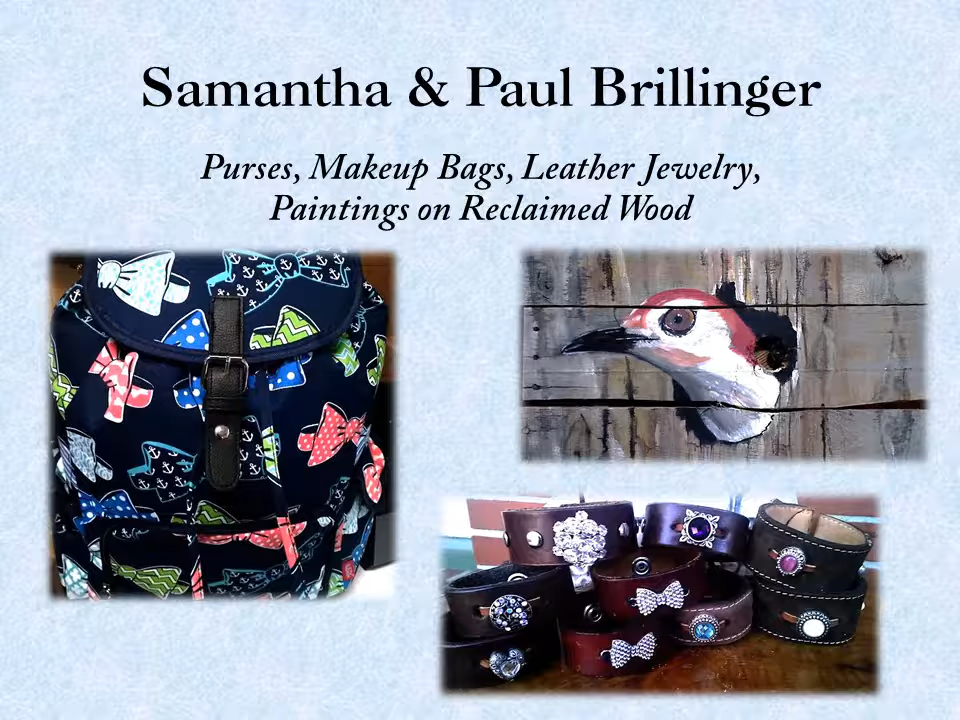 Samantha & Paul Brillinger
Purses, Makeup Bags, Leather Jewelry,
Paintings on Reclaimed Wood